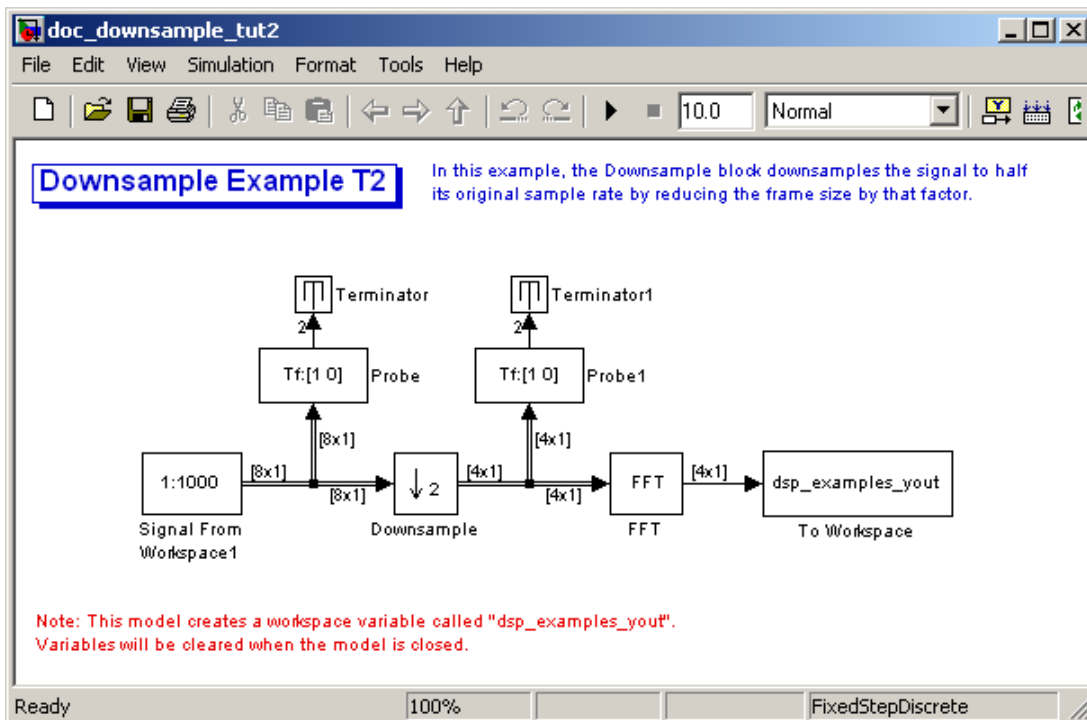 doc_downsample_tut2
File Edit View Simulation Format Tools Help
10.0 Normal
Downsample Example T2
In this example, the Downsample block downsamples the signal to half
its original sample rate by reducing the frame size by that factor.
Terminator
Terminator1
2
2
Tf:[1 0]
Probe
Tf:[1 0]
Probe1
[8x1]
[4x1]
1:1000
[8x1]
[8x1]
↓ 2
[4x1]
[4x1]
FFT
[4x1]
dsp_examples_yout
Signal From
Workspace1
Downsample
FFT
To Workspace
Note: This model creates a workspace variable called "dsp_examples_yout".
Variables will be cleared when the model is closed.
Ready 100% FixedStepDiscrete